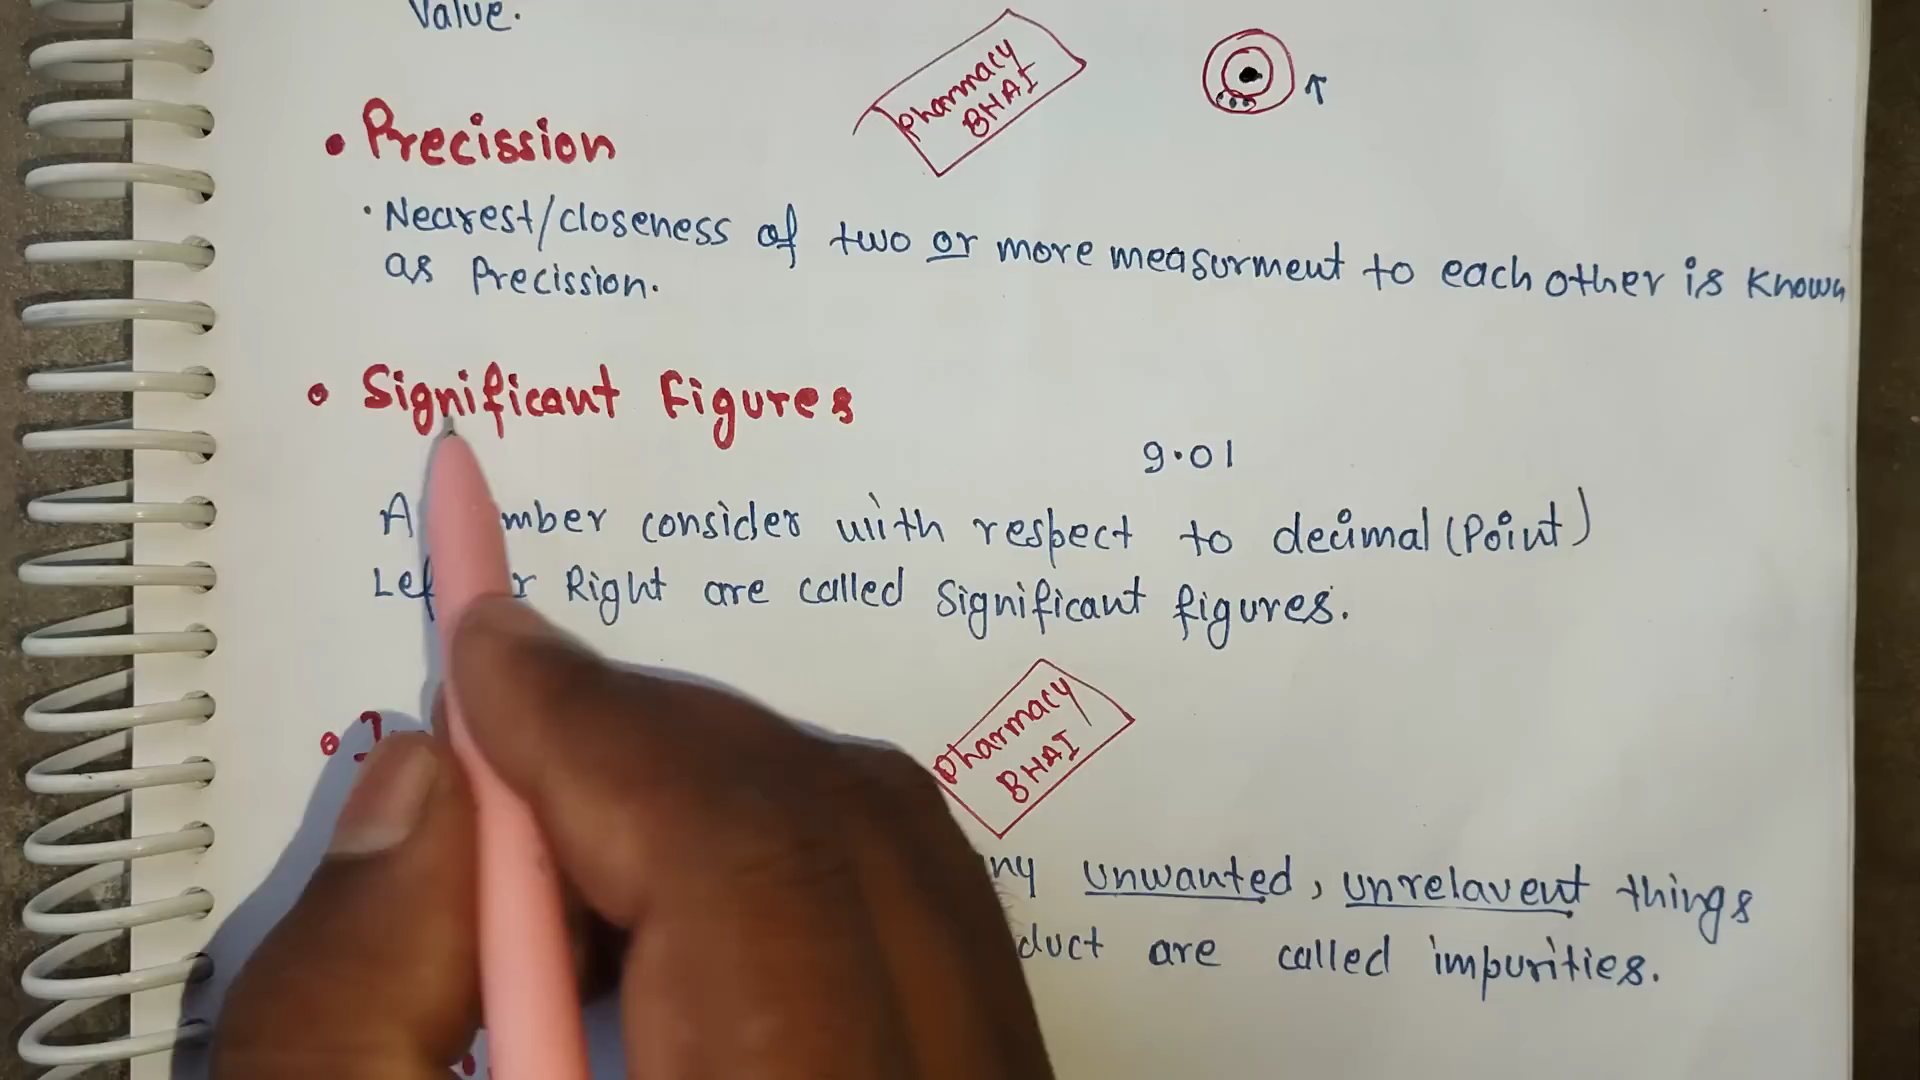 Value.
Pharmacy
BHAI
• Precission
· Nearest/closeness of two or more measurment to each other is known
as Precission.
• Significant Figures
9.01
A mber consider with respect to decimal (Point)
Lef r Right are called significant figures.
Pharmacy
BHAI
ny unwanted, unrelavent things
duct are called impurities.